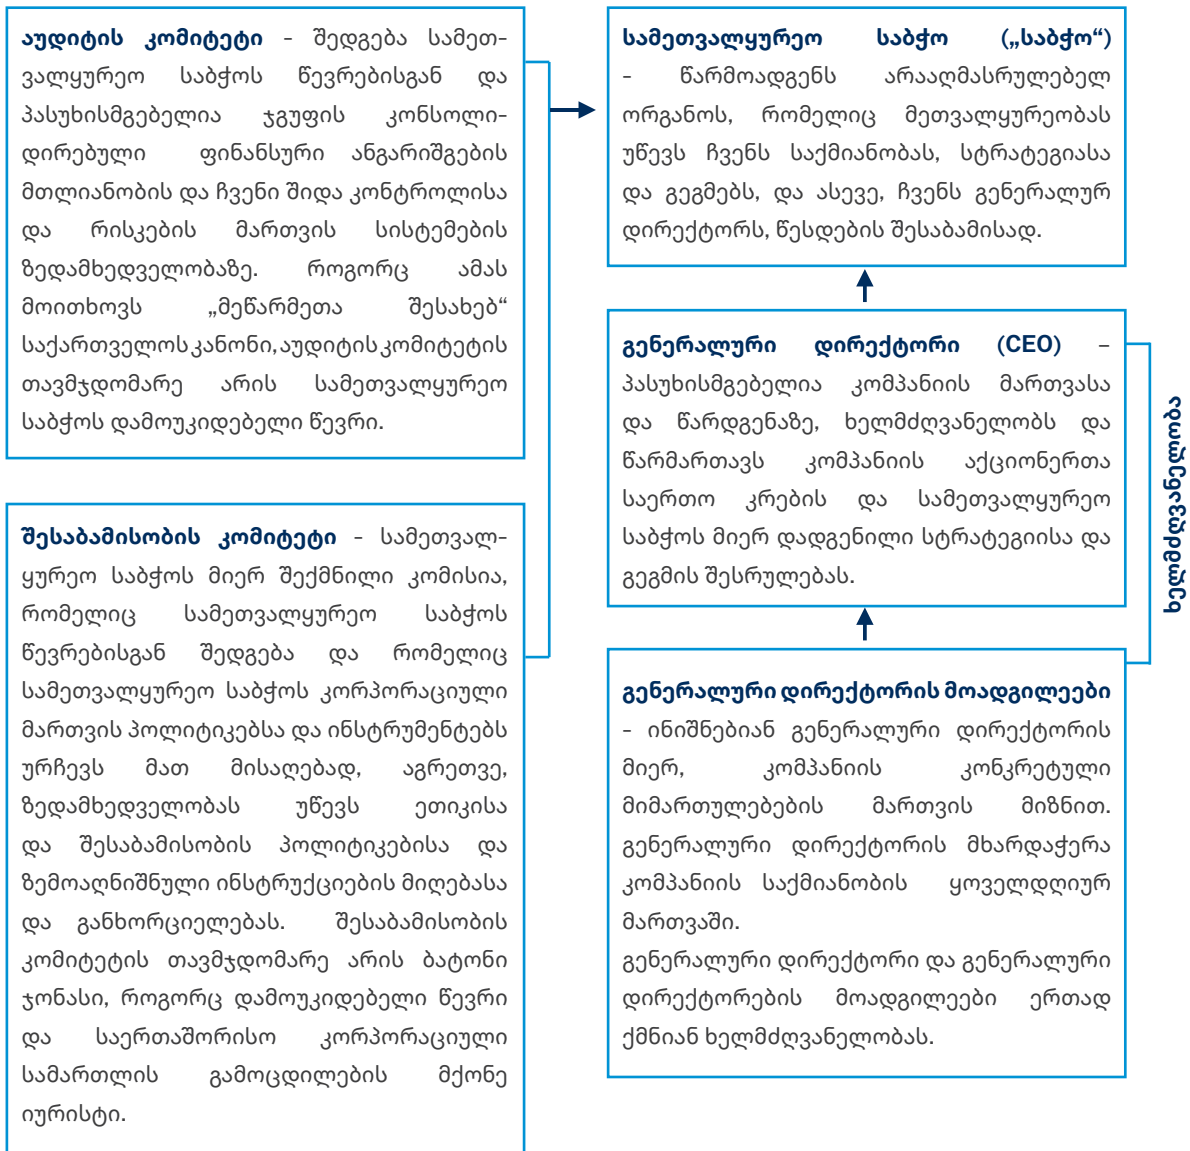 აუდიტის კომიტეტი - შედგება სამეთ-
ვალყურეო საბჭოს წევრებისგან და
პასუხისმგებელია ჯგუფის კონსოლი-
დირებული ფინანსური ანგარიშგების
მთლიანობის და ჩვენი შიდა კონტროლისა
და რისკების მართვის სისტემების
ზედამხედველობაზე. როგორც ამას
მოითხოვს „მეწარმეთა შესახებ“
საქართველოს კანონი, აუდიტის კომიტეტის
თავმჯდომარე არის სამეთვალყურეო
საბჭოს დამოუკიდებელი წევრი.
შესაბამისობის კომიტეტი - სამეთვალ-
ყურეო საბჭოს მიერ შექმნილი კომისია,
რომელიც სამეთვალყურეო საბჭოს
წევრებისგან შედგება და რომელიც
სამეთვალყურეო საბჭოს კორპორაციული
მართვის პოლიტიკებსა და ინსტრუმენტებს
ურჩევს მათ მისაღებად, აგრეთვე,
ზედამხედველობას უწევს ეთიკისა
და შესაბამისობის პოლიტიკებისა და
ზემოაღნიშნული ინსტრუქციების მიღებასა
და განხორციელებას. შესაბამისობის
კომიტეტის თავმჯდომარე არის ბატონი
ჯონასი, როგორც დამოუკიდებელი წევრი
და საერთაშორისო კორპორაციული
სამართლის გამოცდილების მქონე
იურისტი.
სამეთვალყურეო საბჭო („საბჭო“)
- წარმოადგენს არააღმასრულებელ
ორგანოს, რომელიც მეთვალყურეობას
უწევს ჩვენს საქმიანობას, სტრატეგიასა
და გეგმებს, და ასევე, ჩვენს გენერალურ
დირექტორს, წესდების შესაბამისად.
გენერალური დირექტორი (CEO) –
პასუხისმგებელია კომპანიის მართვასა
და წარდგენაზე, ხელმძღვანელობს და
წარმართავს კომპანიის აქციონერთა
საერთო კრების და სამეთვალყურეო
საბჭოს მიერ დადგენილი სტრატეგიისა და
გეგმის შესრულებას.
გენერალური დირექტორის მოადგილეები
- ინიშნებიან გენერალური დირექტორის
მიერ, კომპანიის კონკრეტული
მიმართულებების მართვის მიზნით.
გენერალური დირექტორის მხარდაჭერა
კომპანიის საქმიანობის ყოველდღიურ
მართვაში.
გენერალური დირექტორი და გენერალური
დირექტორების მოადგილეები ერთად
ქმნიან ხელმძღვანელობას.
ხელმძღვანელობა